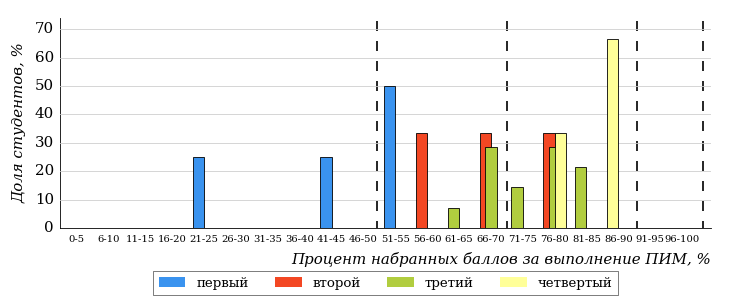 Доля студентов, %
70
60
50
40
30
20
10
0
0-5 6-10 11-15 16-20 21-25 26-30 31-35 36-40 41-45 46-50 51-55 56-60 61-65 66-70 71-75 76-80 81-85 86-90 91-95 96-100
Процент набранных баллов за выполнение ПИМ, %
первый второй третий четвертый